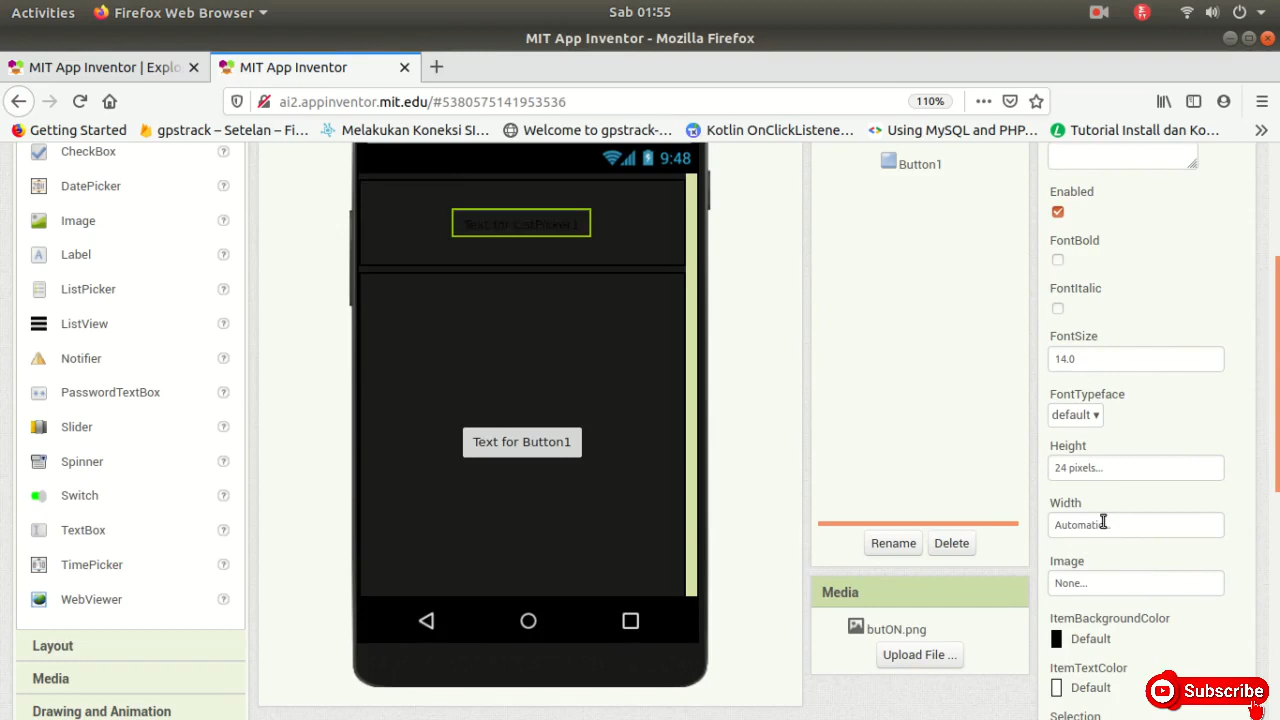 Activities
Firefox Web Browser
Sab 01:55
MIT App Inventor - Mozilla Firefox
MIT App Inventor | Explo
MIT App Inventor
ai2.appinventor.mit.edu/#5380575141953536
110%
Getting Started
gpstrack – Setelan – Fi…
Melakukan Koneksi SI…
Welcome to gpstrack-…
Kotlin OnClickListene…
Using MySQL and PHP…
Tutorial Install dan Ko…
CheckBox
DatePicker
Image
Label
ListPicker
ListView
Notifier
PasswordTextBox
Slider
Spinner
Switch
TextBox
TimePicker
WebViewer
Layout
Media
Drawing and Animation
9:48
Text for ListPicker1
Text for Button1
Button1
Rename
Delete
Media
butON.png
Upload File ...
Enabled
FontBold
FontItalic
FontSize
14.0
FontTypeface
default
Height
24 pixels...
Width
Automatic...
Image
None...
ItemBackgroundColor
Default
ItemTextColor
Default
Selection
Subscribe